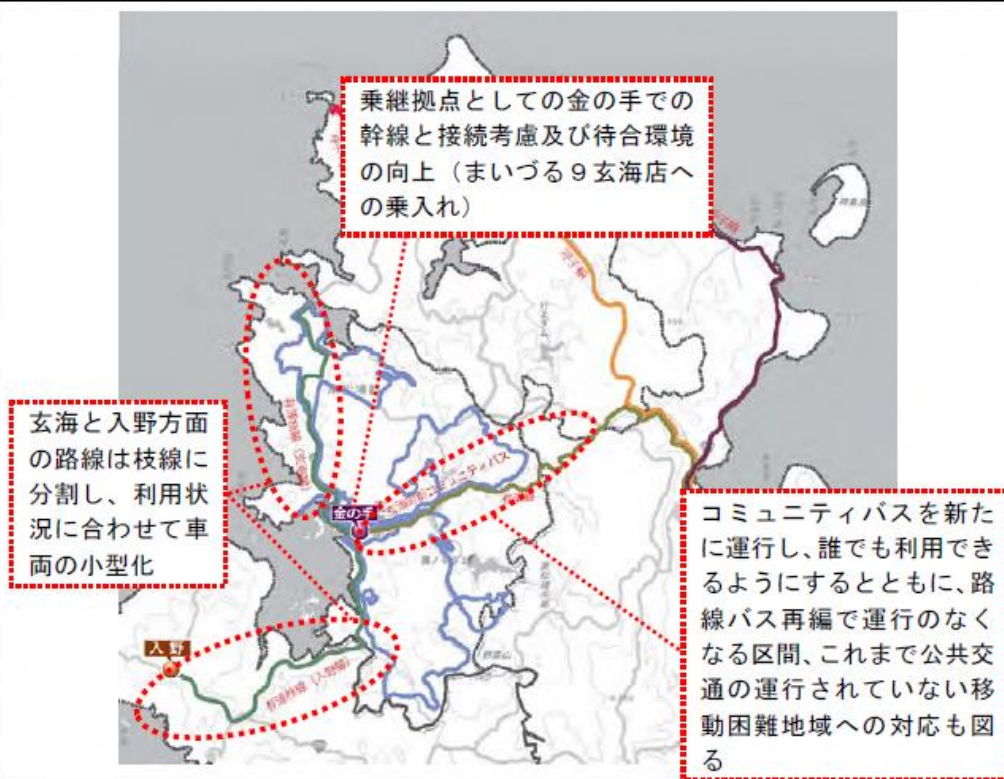 乗継拠点としての金の手での
幹線と接続考慮及び待合環境
の向上（まいづる９玄海店へ
の乗入れ）
玄海と入野方面
の路線は枝線に
分割し、利用状
況に合わせて車
両の小型化
金の手
入野
コミュニティバスを新た
に運行し、誰でも利用でき
るようにするとともに、路
線バス再編で運行のなく
なる区間、これまで公共交
通の運行されていない移
動困難地域への対応も図
る